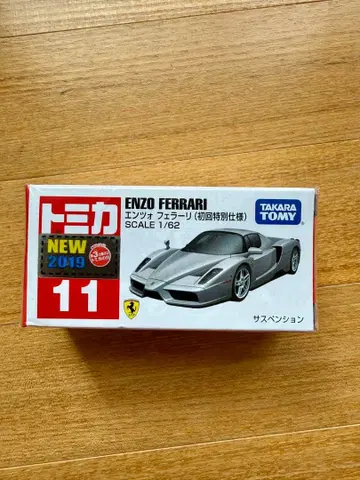 トミカ
NEW
2019
11
ENZO FERRARI
エンツォ フェラーリ(初回特別仕様)
SCALE 1/62
TAKARA
TOMY
サスペンション